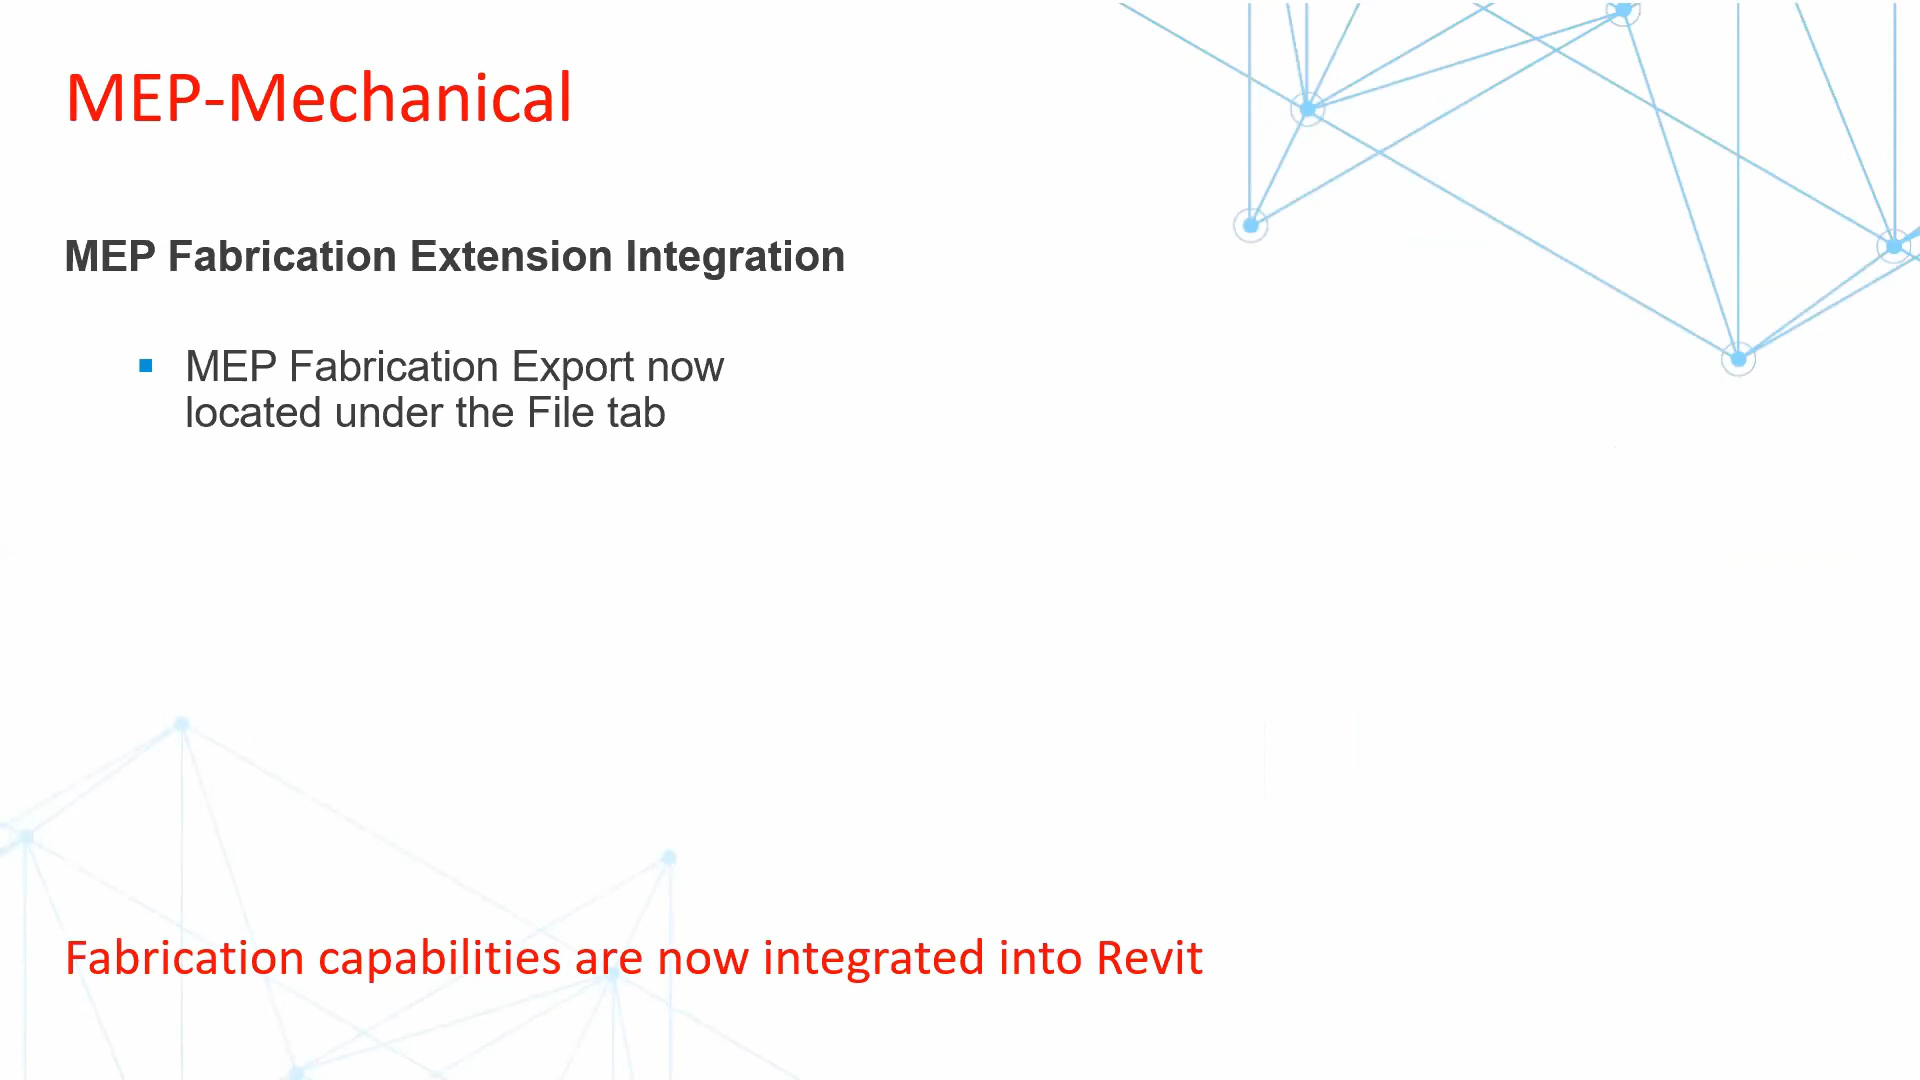 MEP-Mechanical
MEP Fabrication Extension Integration
MEP Fabrication Export now
located under the File tab
Fabrication capabilities are now integrated into Revit